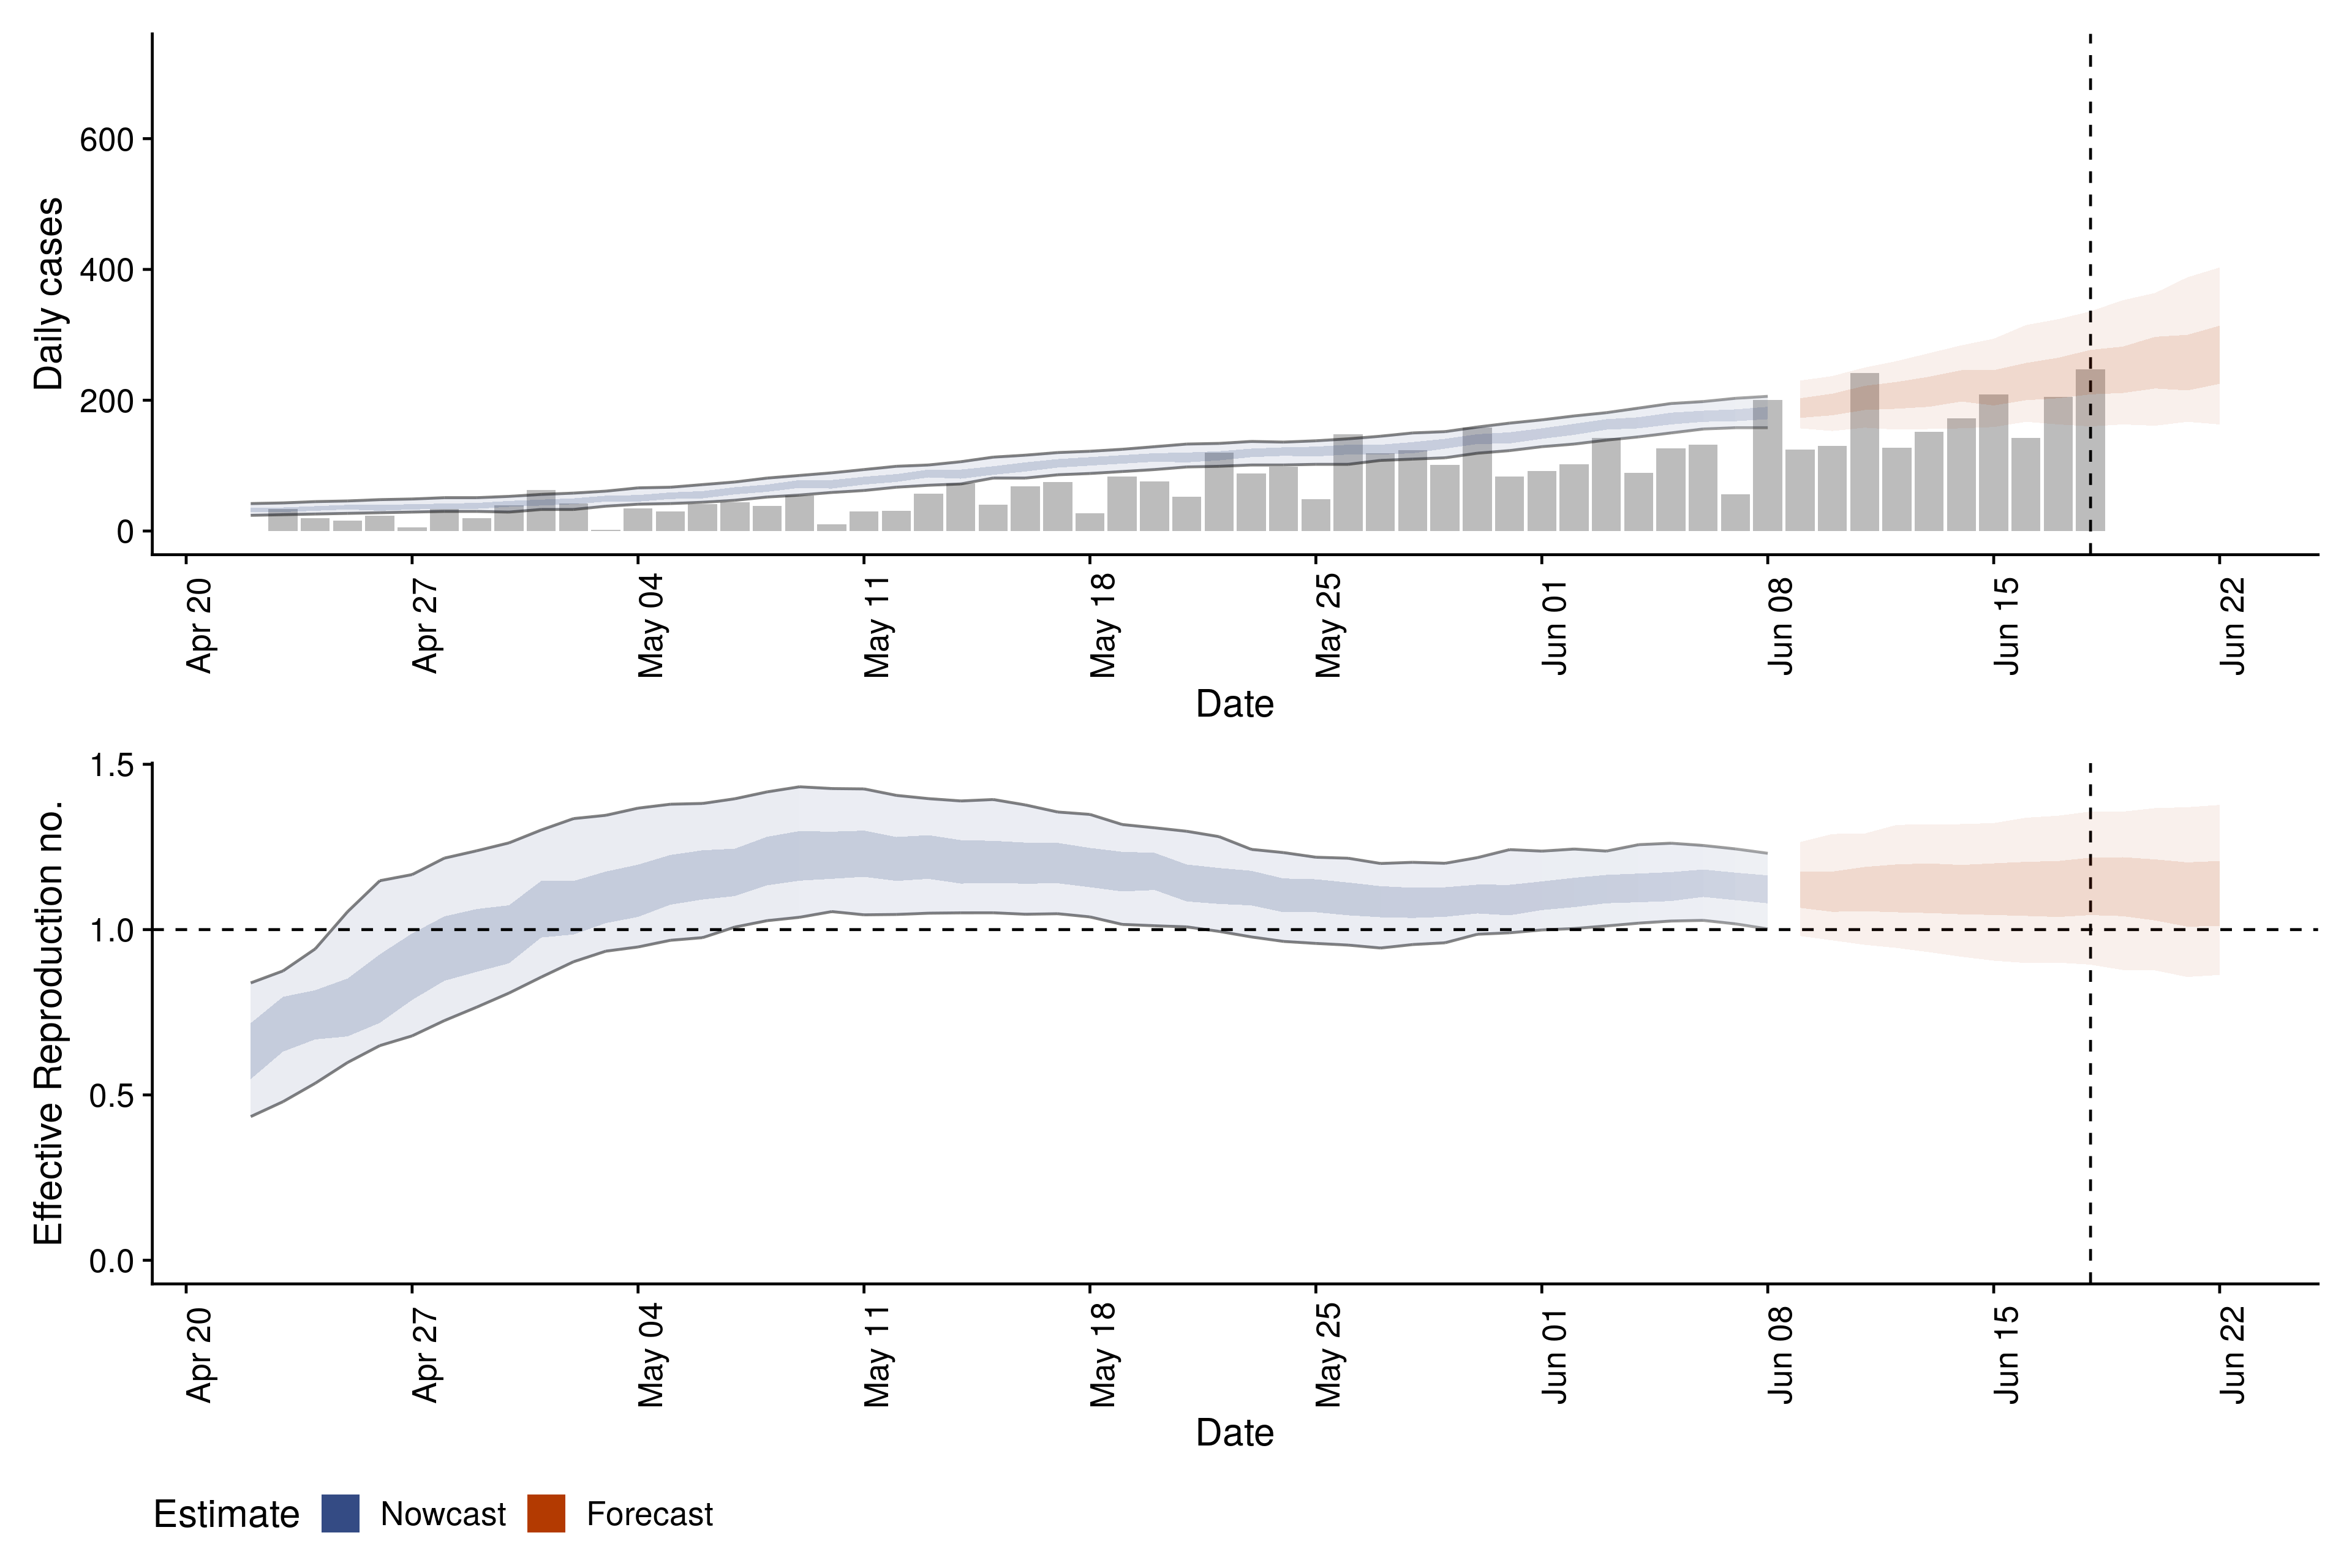 Daily cases
600
400
200
0
Apr 20
Apr 27
May 04
May 11
May 18
May 25
Jun 01
Jun 08
Jun 15
Jun 22
Date
Effective Reproduction no.
1.5
1.0
0.5
0.0
Apr 20
Apr 27
May 04
May 11
May 18
May 25
Jun 01
Jun 08
Jun 15
Jun 22
Date
Estimate Nowcast Forecast